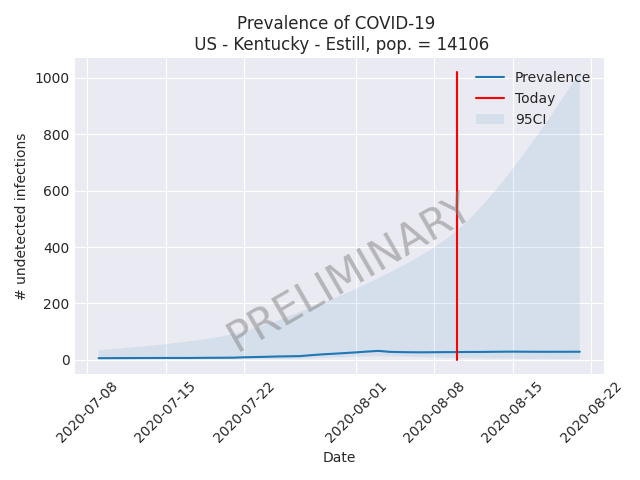 Prevalence of COVID-19
US - Kentucky - Estill, pop. = 14106
# undetected infections
1000
800
600
400
200
0
Prevalence
Today
95CI
PRELIMINARY
2020-07-08
2020-07-15
2020-07-22
2020-08-01
2020-08-08
2020-08-15
2020-08-22
Date